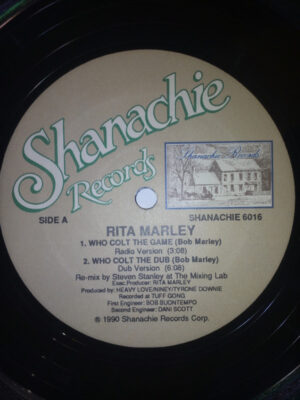 Shanachie
Records
Shanachie Records
SIDE A
SHANACHIE 6016
RITA MARLEY
1. WHO COLT THE GAME (Bob Marley)
Radio Version (3:08)
2. WHO COLT THE DUB (Bob Marley)
Dub Version (6:08)
Re-mix by Steven Stanley at The Mixing Lab
Exec.Producer: RITA MARLEY
Produced by: HEAVY LOVE/NINEY/TYRONE DOWNIE
Recorded at TUFF GONG
First Engineer: BOB BUONTEMPO
Second Engineer: DANI SCOTT
℗ © 1990 Shanachie Records Corp.